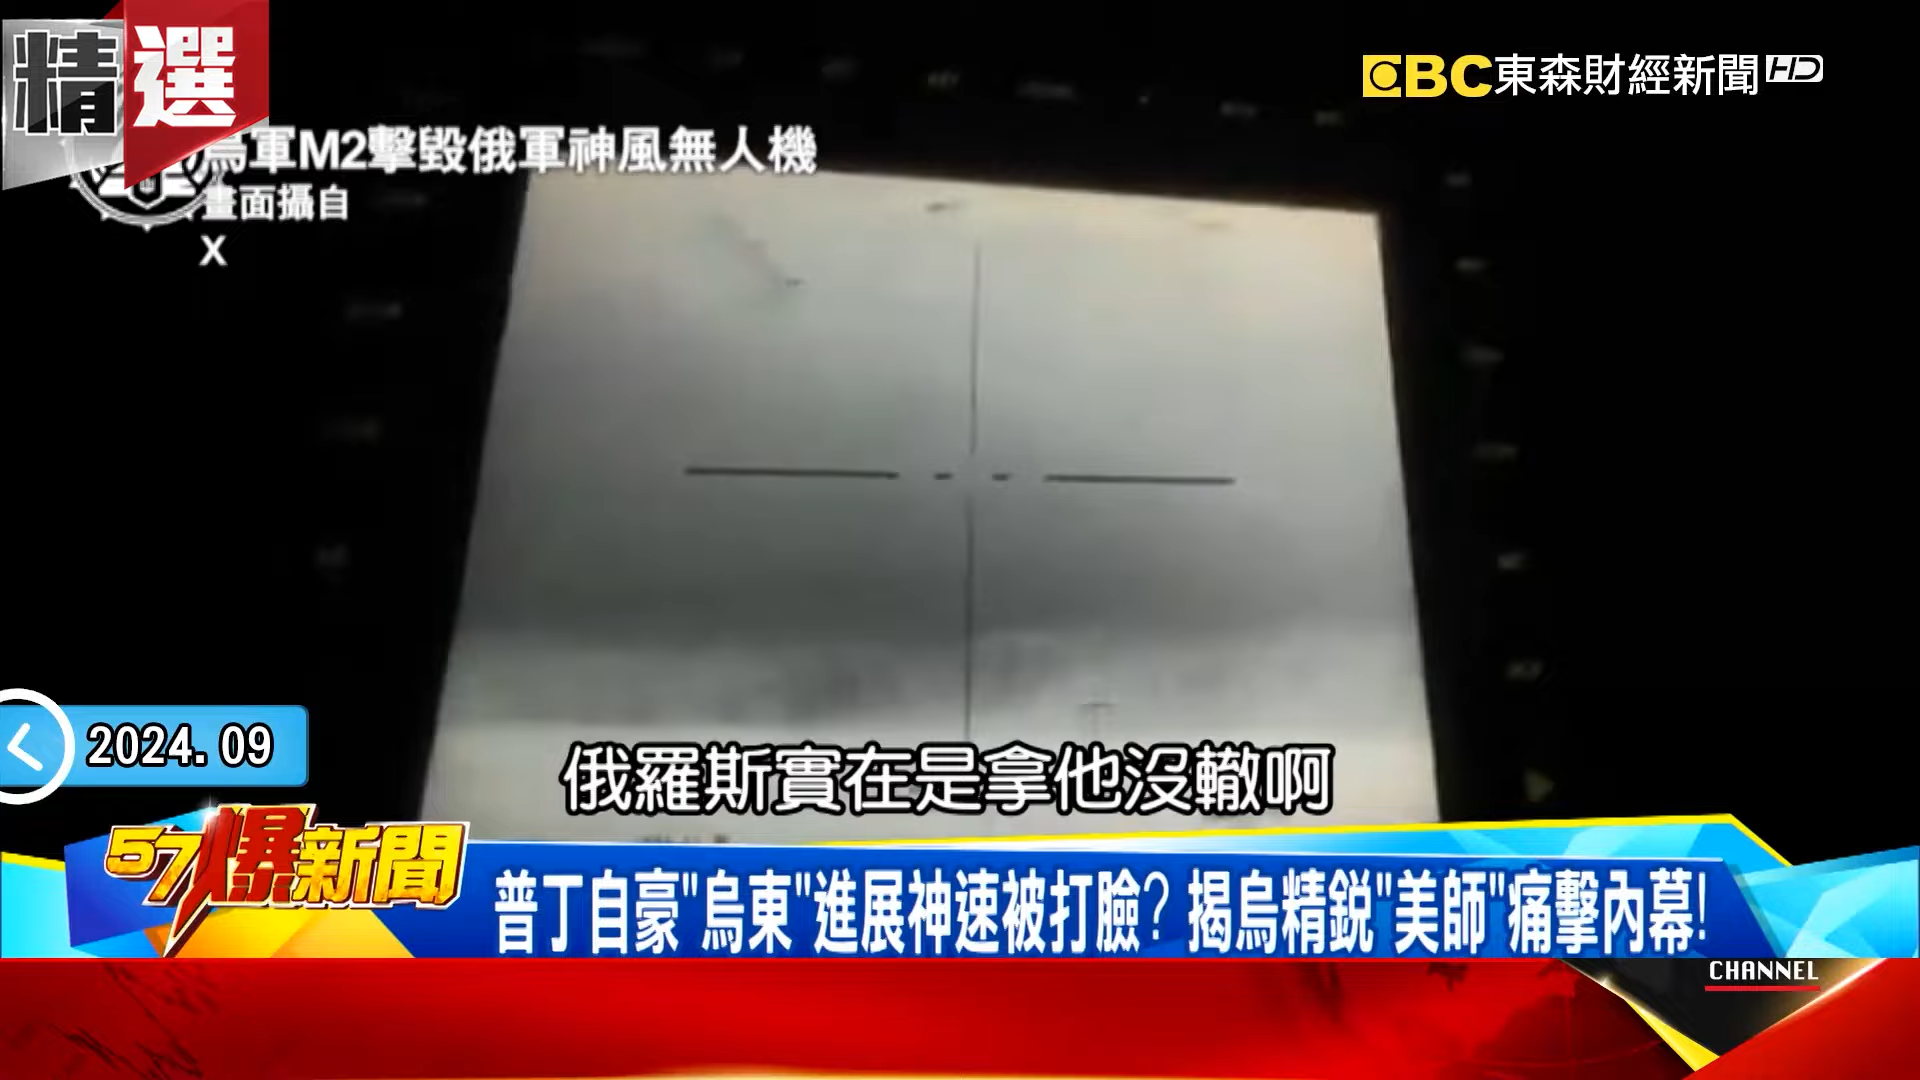 精選
EBC東森財經新聞HD
烏軍M2擊毀俄軍神風無人機
畫面攝自
X
2024.09
俄羅斯實在是拿他沒轍啊
57爆新聞
普丁自豪"烏東"進展神速被打臉? 揭烏精銳"美師"痛擊內幕!
CHANNEL